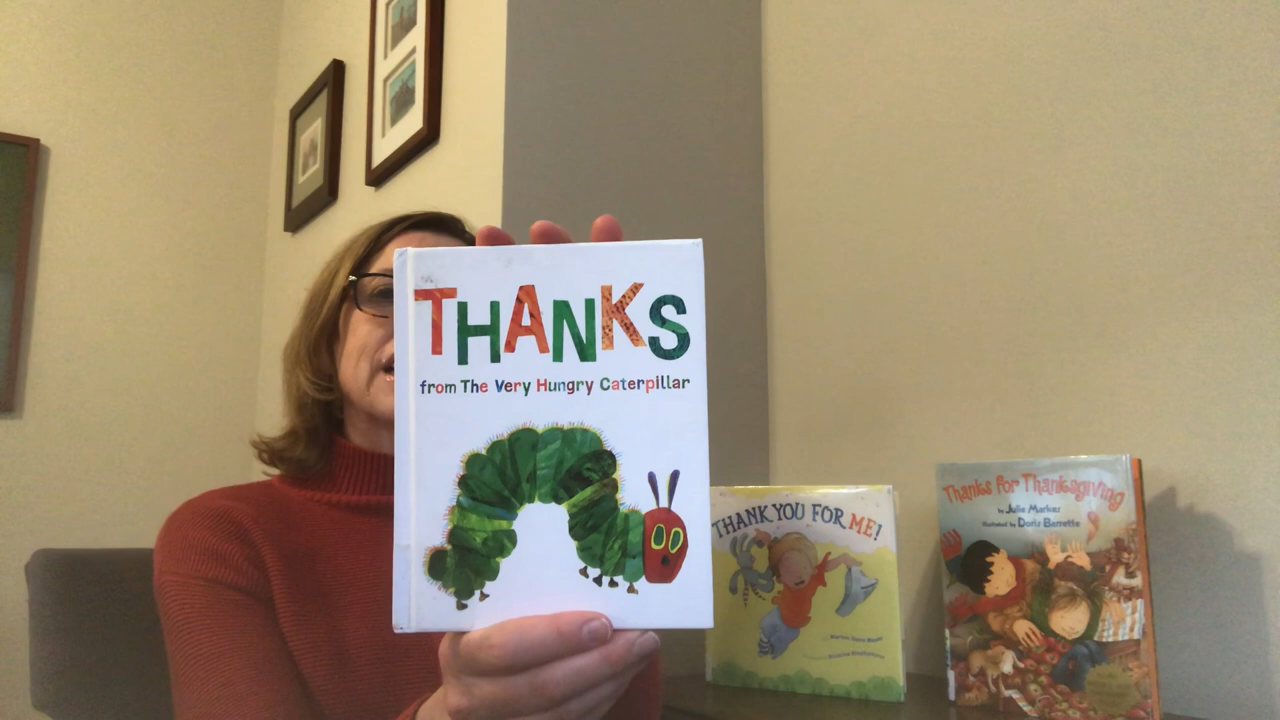 THANKS
from The Very Hungry Caterpillar
THANK YOU FOR ME!
Thanks for Thanksgiving
by Julie Markes
illustrated by Doris Barrette